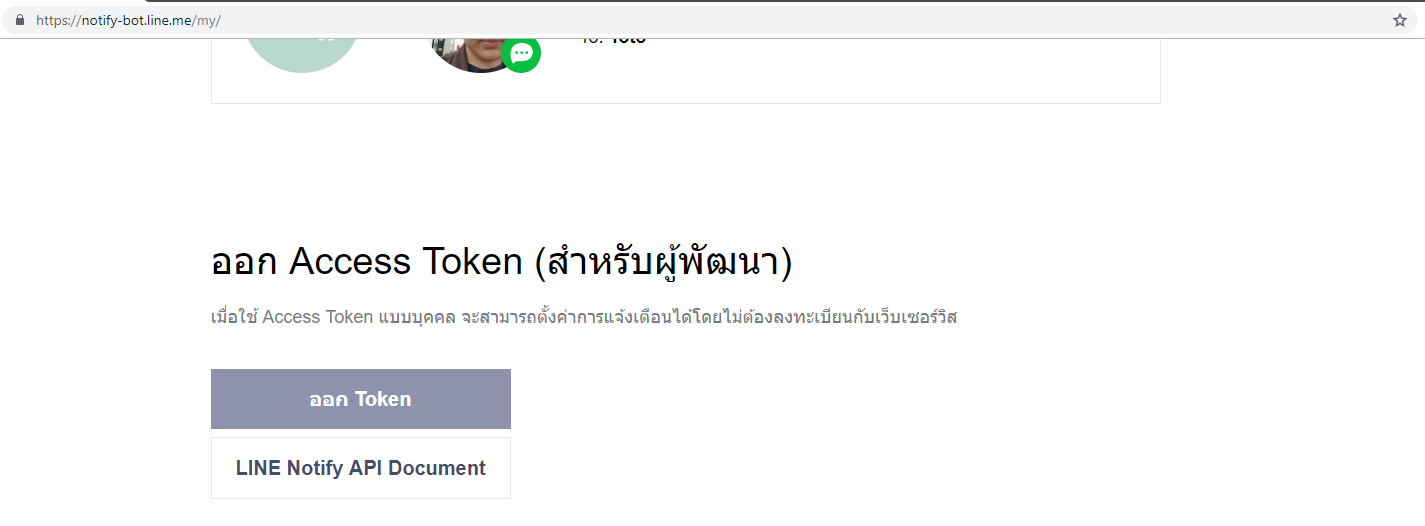 https://notify-bot.line.me/my/
ออก Access Token (สำหรับผู้พัฒนา)
เมื่อใช้ Access Token แบบบุคคล จะสามารถตั้งค่าการแจ้งเตือนได้โดยไม่ต้องลงทะเบียนกับเว็บเซอร์วิส
ออก Token
LINE Notify API Document